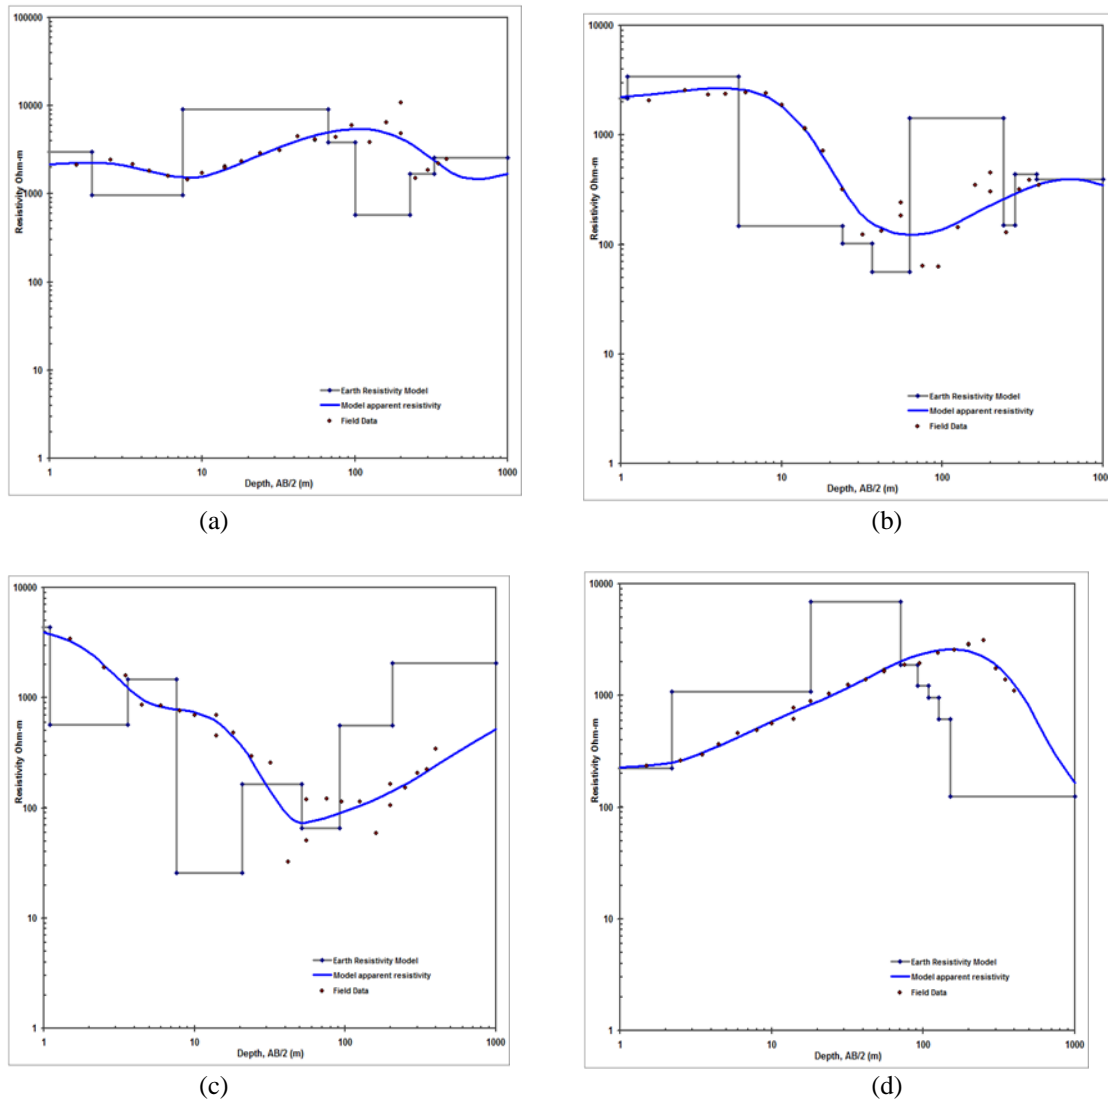 100000
10000
1000
100
10
1
Resistivity Ohm-m
1 10 100 1000
Depth, AB/2 (m)
Earth Resistivity Model
Model apparent resistivity
Field Data
(a)
10000
1000
100
10
1
Resistivity Ohm-m
1 10 100 100
Depth, AB/2 (m)
Earth Resistivity Model
Model apparent resistivity
Field Data
(b)
10000
1000
100
10
1
Resistivity Ohm-m
1 10 100 1000
Depth, AB/2 (m)
Earth Resistivity Model
Model apparent resistivity
Field Data
(c)
10000
1000
100
10
1
Resistivity Ohm-m
1 10 100 1000
Depth, AB/2 (m)
Earth Resistivity Model
Model apparent resistivity
Field Data
(d)